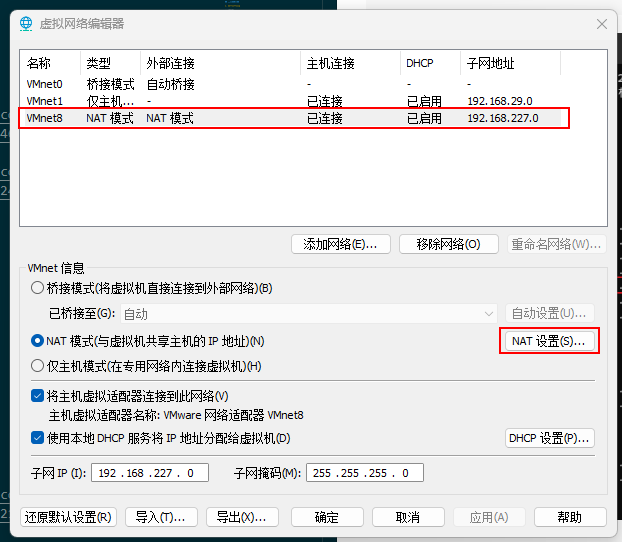 虚拟网络编辑器
名称 类型 外部连接 主机连接 DHCP 子网地址
VMnet0 桥接模式 自动桥接 - - -
VMnet1 仅主机... - 已连接 已启用 192.168.29.0
VMnet8 NAT 模式 NAT 模式 已连接 已启用 192.168.227.0
添加网络(E)... 移除网络(O) 重命名网络(W)...
VMnet 信息
桥接模式(将虚拟机直接连接到外部网络)(B)
已桥接至(G): 自动 自动设置(U)...
NAT 模式(与虚拟机共享主机的 IP 地址)(N) NAT 设置(S)...
仅主机模式(在专用网络内连接虚拟机)(H)
将主机虚拟适配器连接到此网络(V)
主机虚拟适配器名称: VMware 网络适配器 VMnet8
使用本地 DHCP 服务将 IP 地址分配给虚拟机(D) DHCP 设置(P)...
子网 IP (I): 192 . 168 . 227 . 0 子网掩码(M): 255 . 255 . 255 . 0
还原默认设置(R) 导入(T)... 导出(X)... 确定 取消 应用(A) 帮助